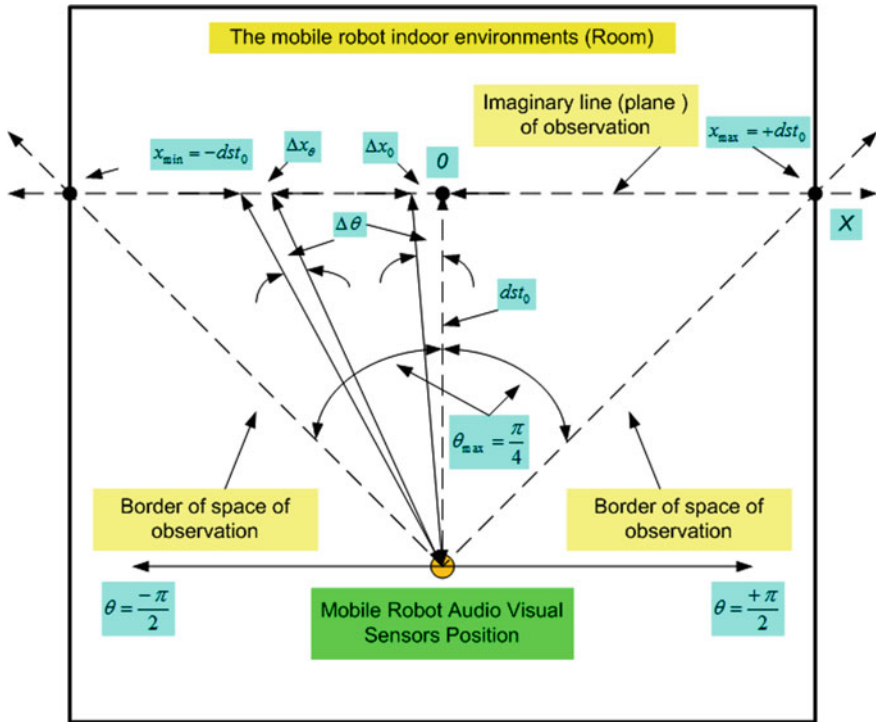 The mobile robot indoor environments (Room)
Imaginary line (plane )
of observation
x_min = −dst_0
Δx_θ
Δx_0
0
x_max = +dst_0
X
Δθ
dst_0
θ_max = π/4
Border of space of
observation
Border of space of
observation
θ = −π/2
Mobile Robot Audio Visual
Sensors Position
θ = +π/2